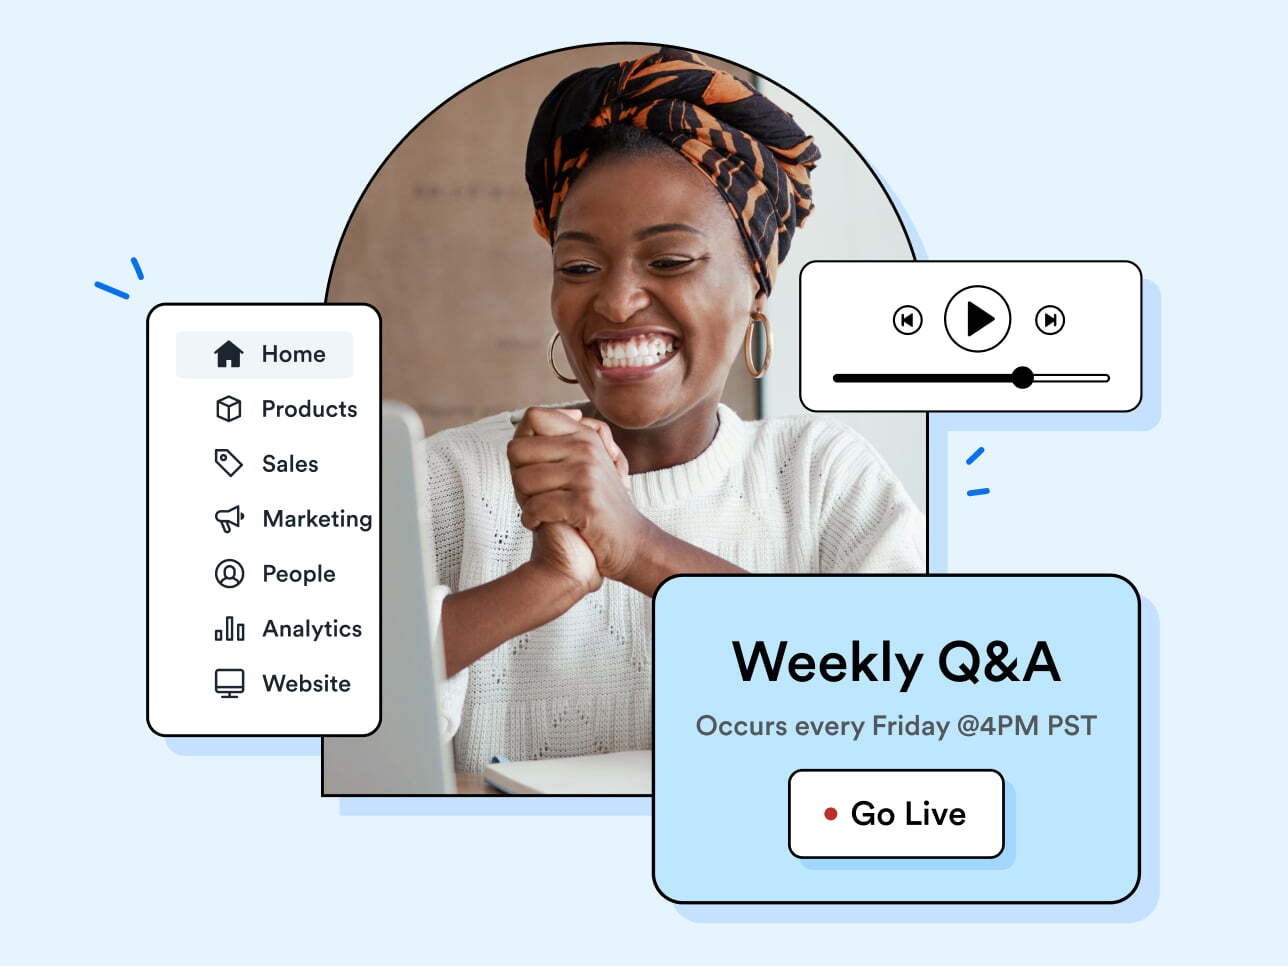 Home
Products
Sales
Marketing
People
Analytics
Website
Weekly Q&A
Occurs every Friday @4PM PST
Go Live